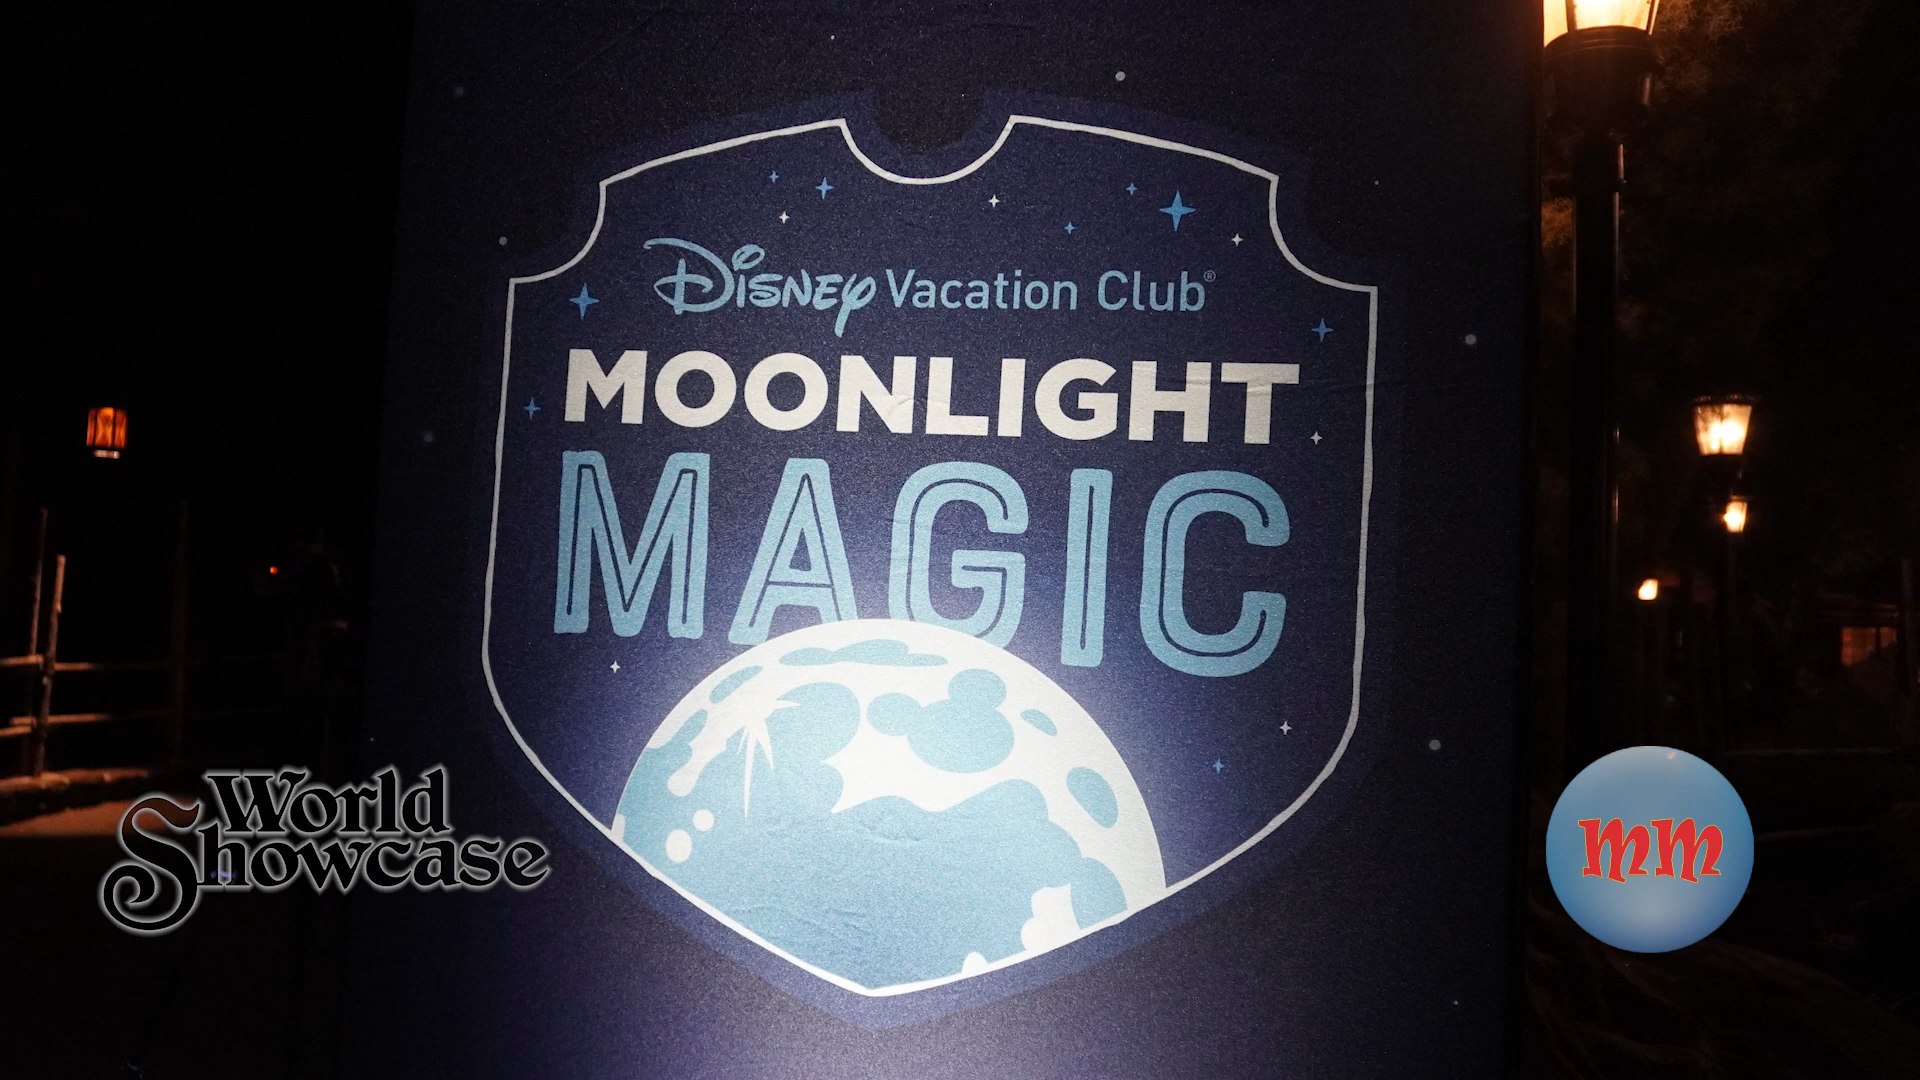 Disney Vacation Club®
MOONLIGHT
MAGIC
World
Showcase
MM